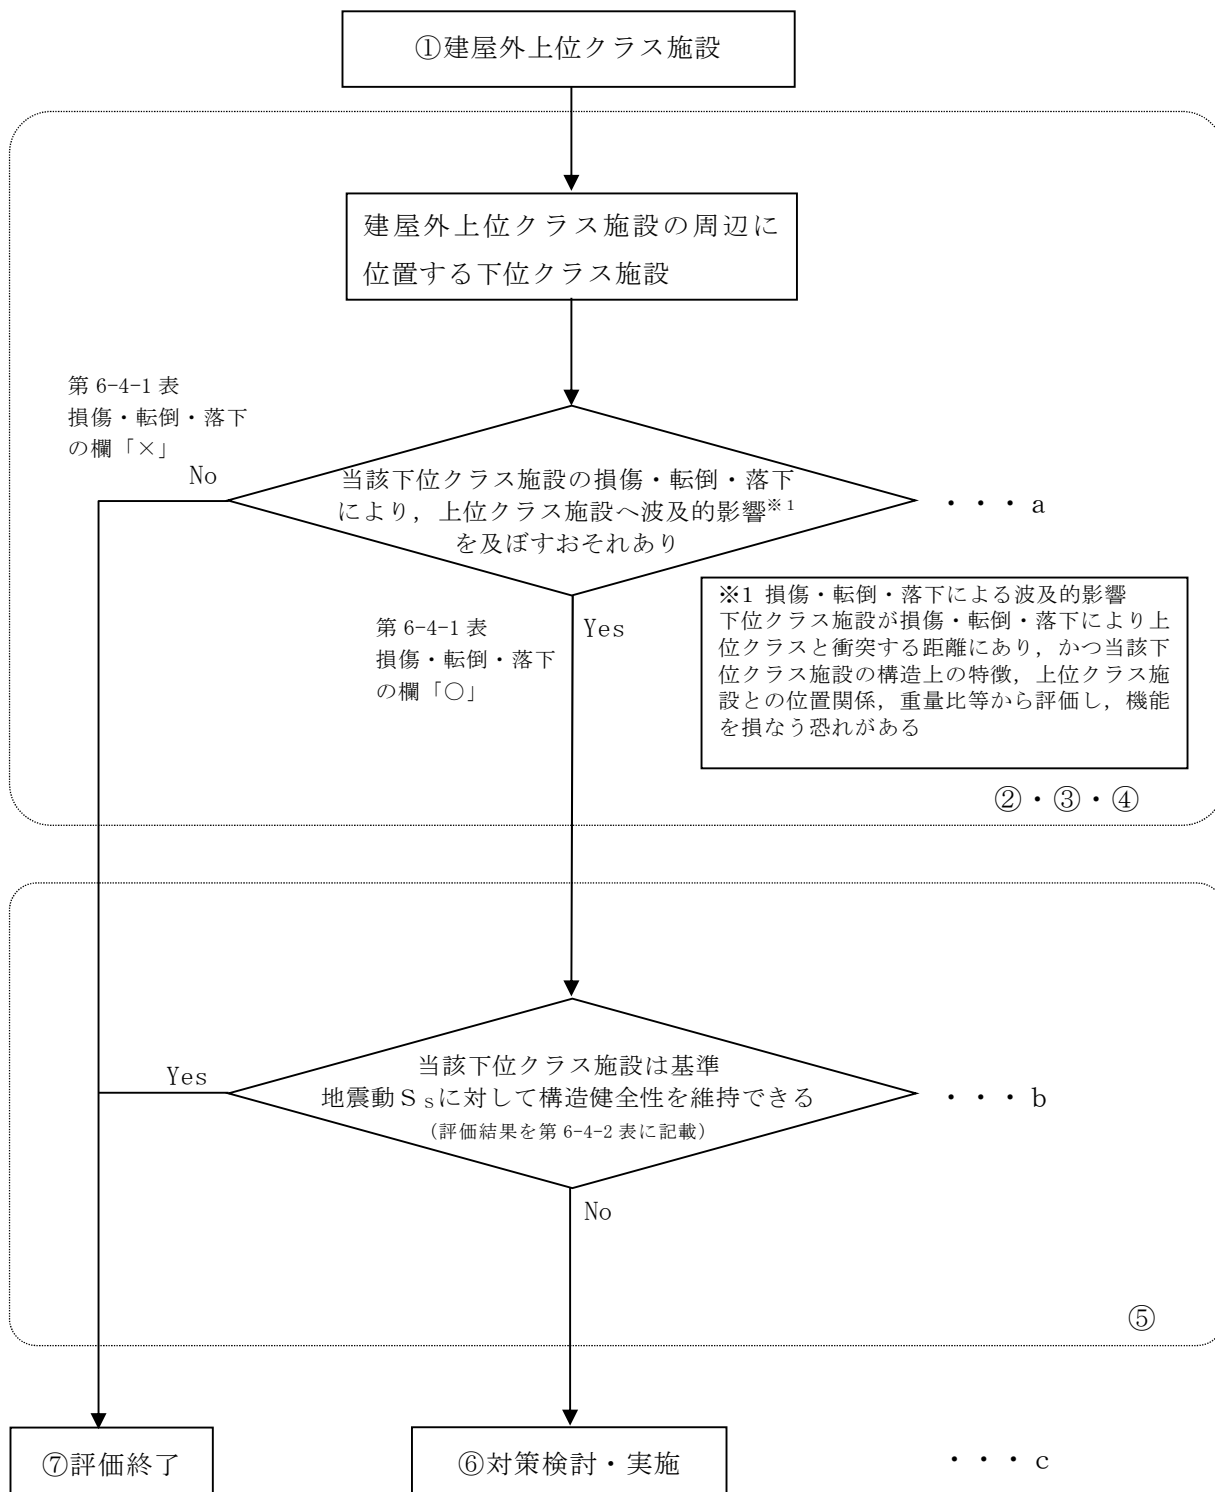 ①建屋外上位クラス施設
建屋外上位クラス施設の周辺に
位置する下位クラス施設
第 6-4-1 表
損傷・転倒・落下
の欄「×」
No
当該下位クラス施設の損傷・転倒・落下
により，上位クラス施設へ波及的影響※1
を及ぼすおそれあり
・・・a
※1 損傷・転倒・落下による波及的影響
下位クラス施設が損傷・転倒・落下により上
位クラスと衝突する距離にあり，かつ当該下
位クラス施設の構造上の特徴，上位クラス施
設との位置関係，重量比等から評価し，機能
を損なう恐れがある
第 6-4-1 表
損傷・転倒・落下
の欄「○」
Yes
②・③・④
Yes
当該下位クラス施設は基準
地震動Ｓsに対して構造健全性を維持できる
（評価結果を第 6-4-2 表に記載）
・・・b
No
⑤
⑦評価終了
⑥対策検討・実施
・・・c